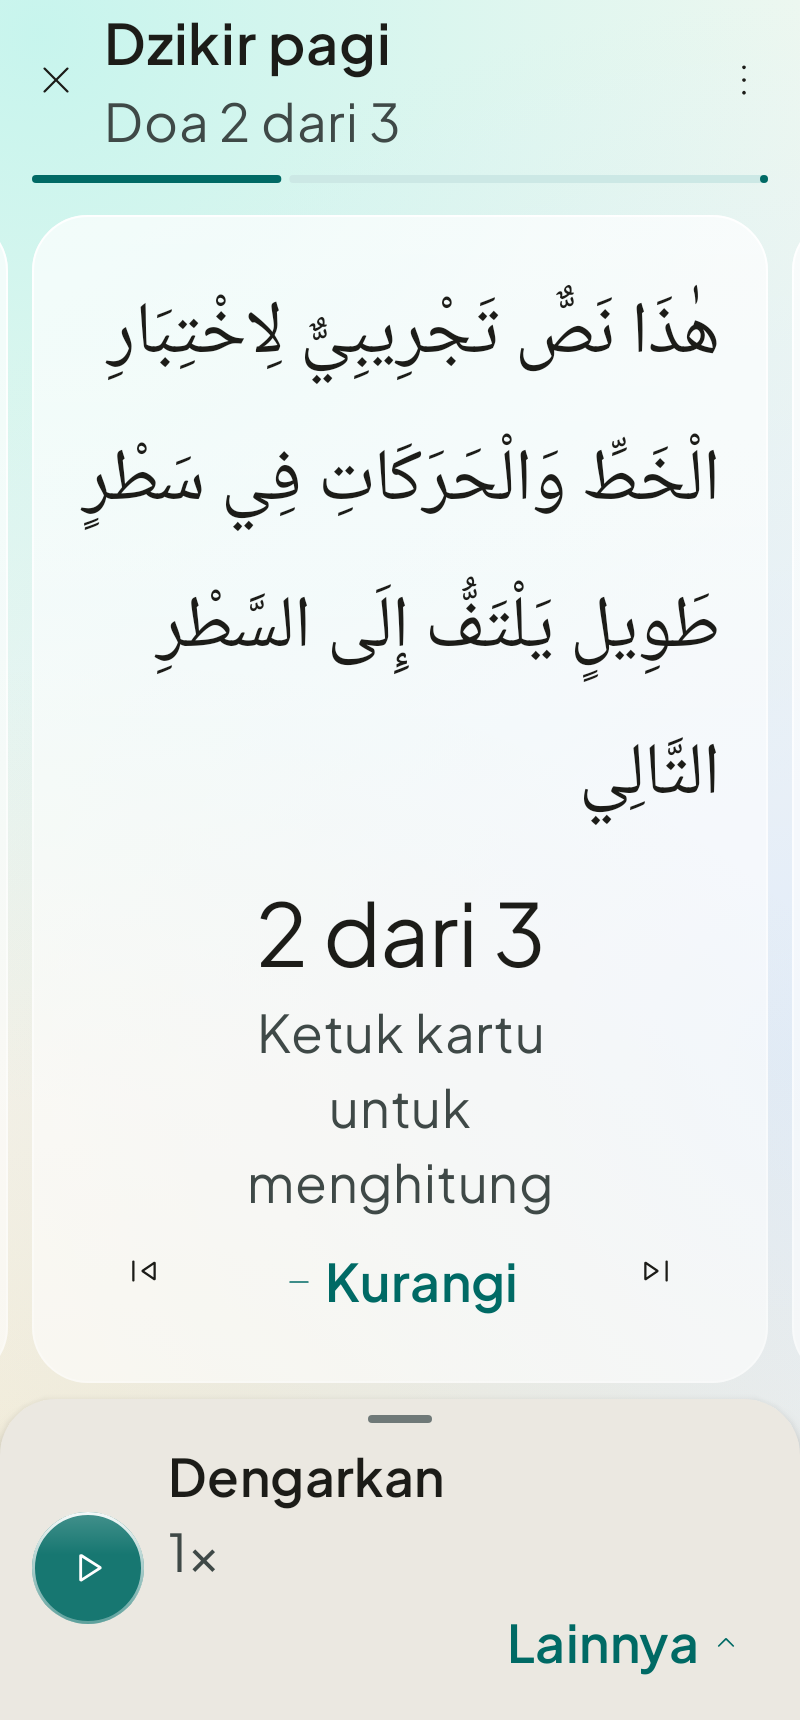 Dzikir pagi
Doa 2 dari 3
هٰذَا نَصٌّ تَجْرِيبِيٌّ لِاخْتِبَارِ
الْخَطِّ وَالْحَرَكَاتِ فِي سَطْرٍ
طَوِيلٍ يَلْتَفُّ إِلَى السَّطْرِ
التَّالِي
2 dari 3
Ketuk kartu
untuk
menghitung
− Kurangi
Dengarkan
1×
Lainnya